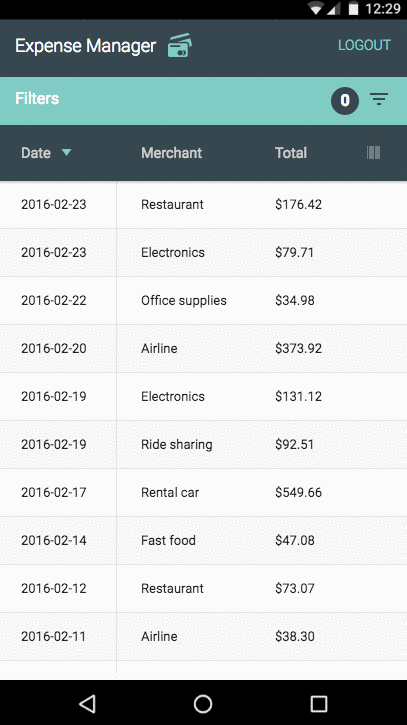 12:29
Expense Manager LOGOUT
Filters 0
Date Merchant Total
2016-02-23 Restaurant $176.42
2016-02-23 Electronics $79.71
2016-02-22 Office supplies $34.98
2016-02-20 Airline $373.92
2016-02-19 Electronics $131.12
2016-02-19 Ride sharing $92.51
2016-02-17 Rental car $549.66
2016-02-14 Fast food $47.08
2016-02-12 Restaurant $73.07
2016-02-11 Airline $38.30